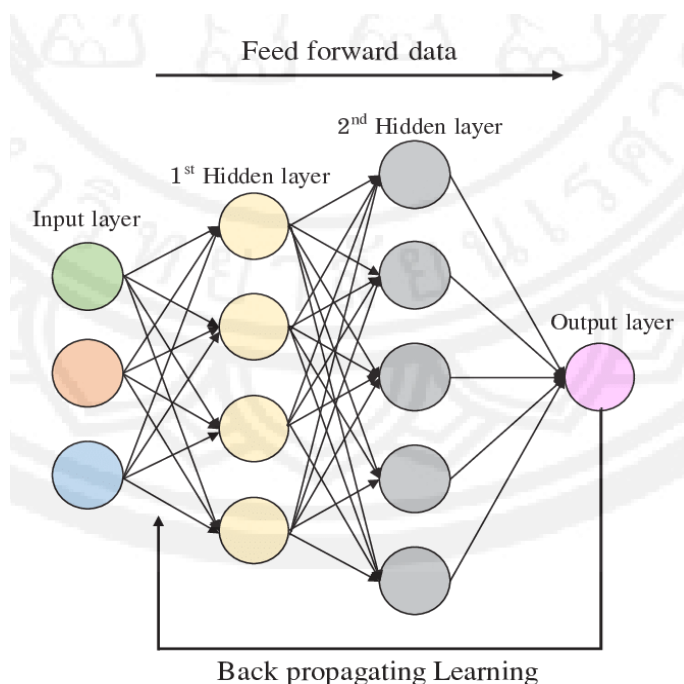 Feed forward data
2nd Hidden layer
1st Hidden layer
Input layer
Output layer
Back propagating Learning